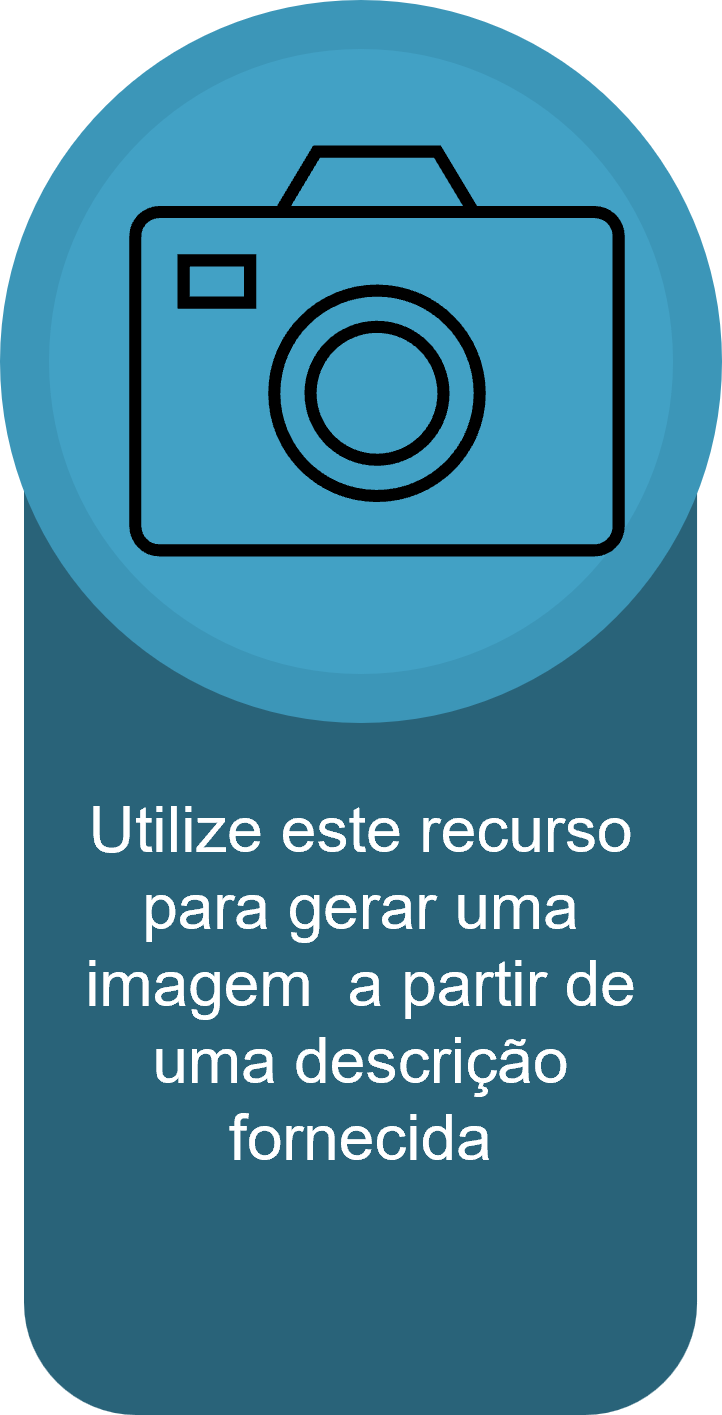 Utilize este recurso
para gerar uma
imagem  a partir de
uma descrição
fornecida